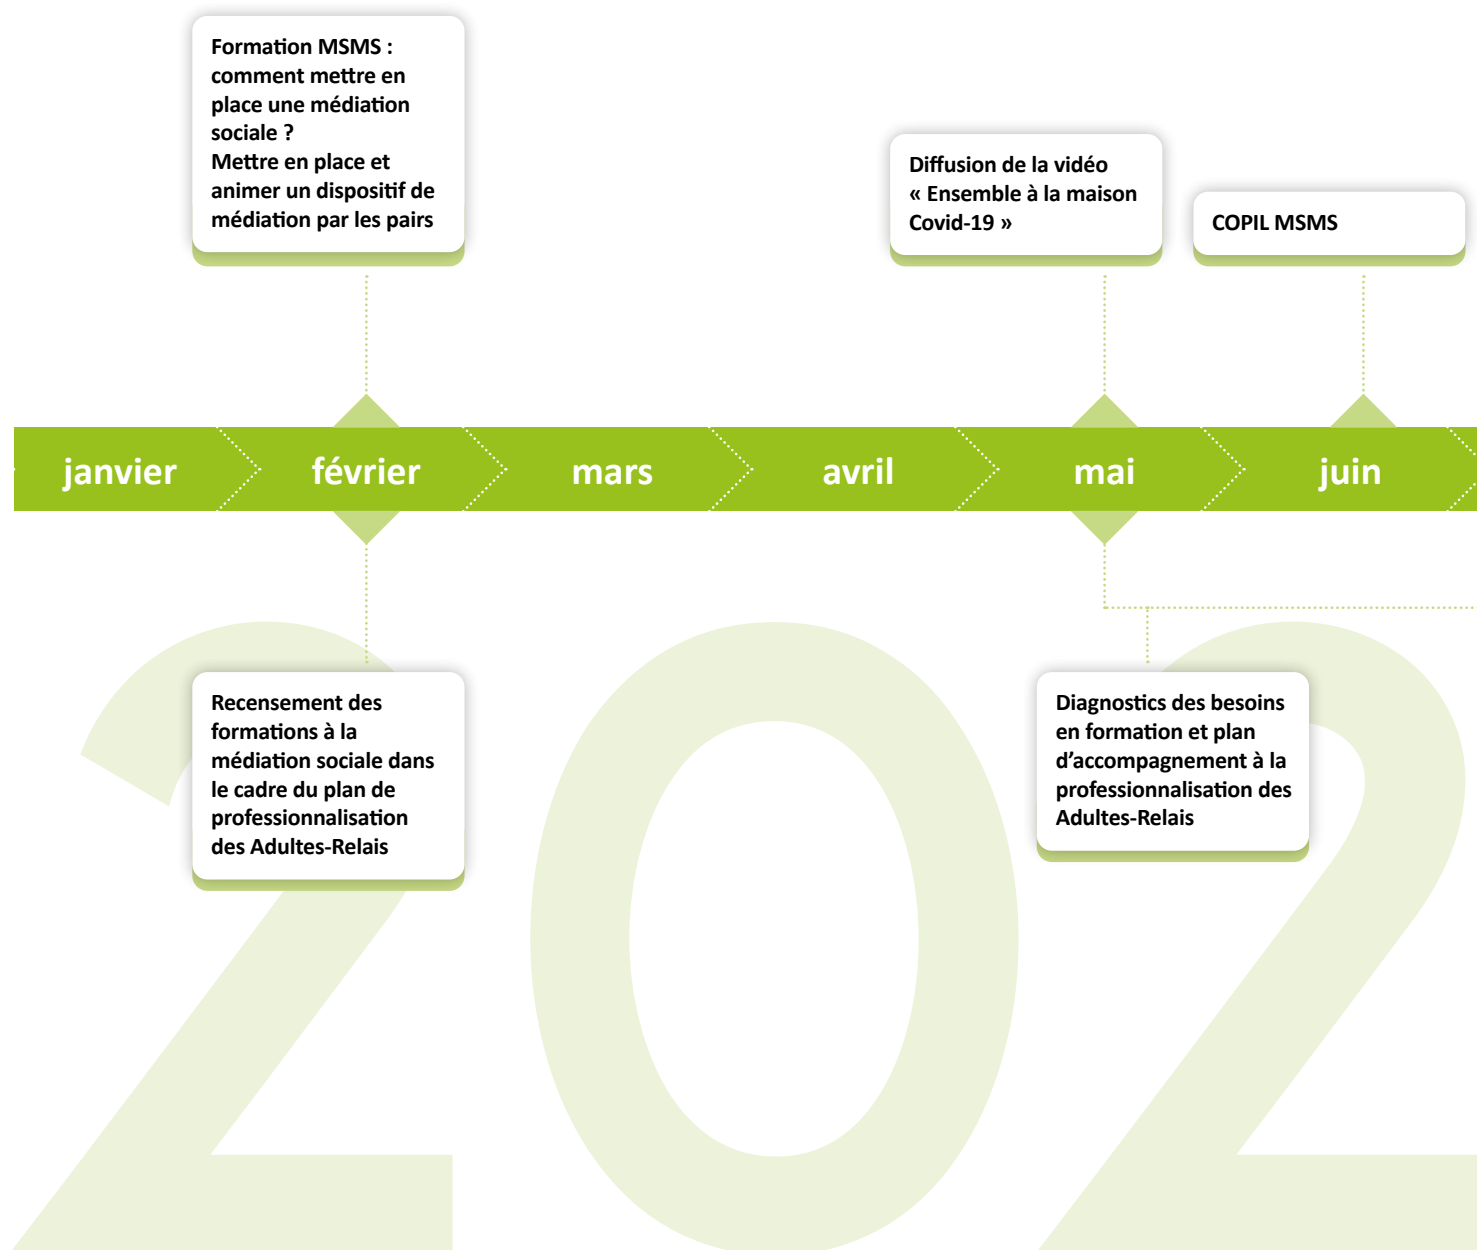 Formation MSMS :
comment mettre en
place une médiation
sociale ?
Mettre en place et
animer un dispositif de
médiation par les pairs
Diffusion de la vidéo
« Ensemble à la maison
Covid-19 »
COPIL MSMS
janvier
février
mars
avril
mai
juin
Recensement des
formations à la
médiation sociale dans
le cadre du plan de
professionnalisation
des Adultes-Relais
Diagnostics des besoins
en formation et plan
d’accompagnement à la
professionnalisation des
Adultes-Relais
202